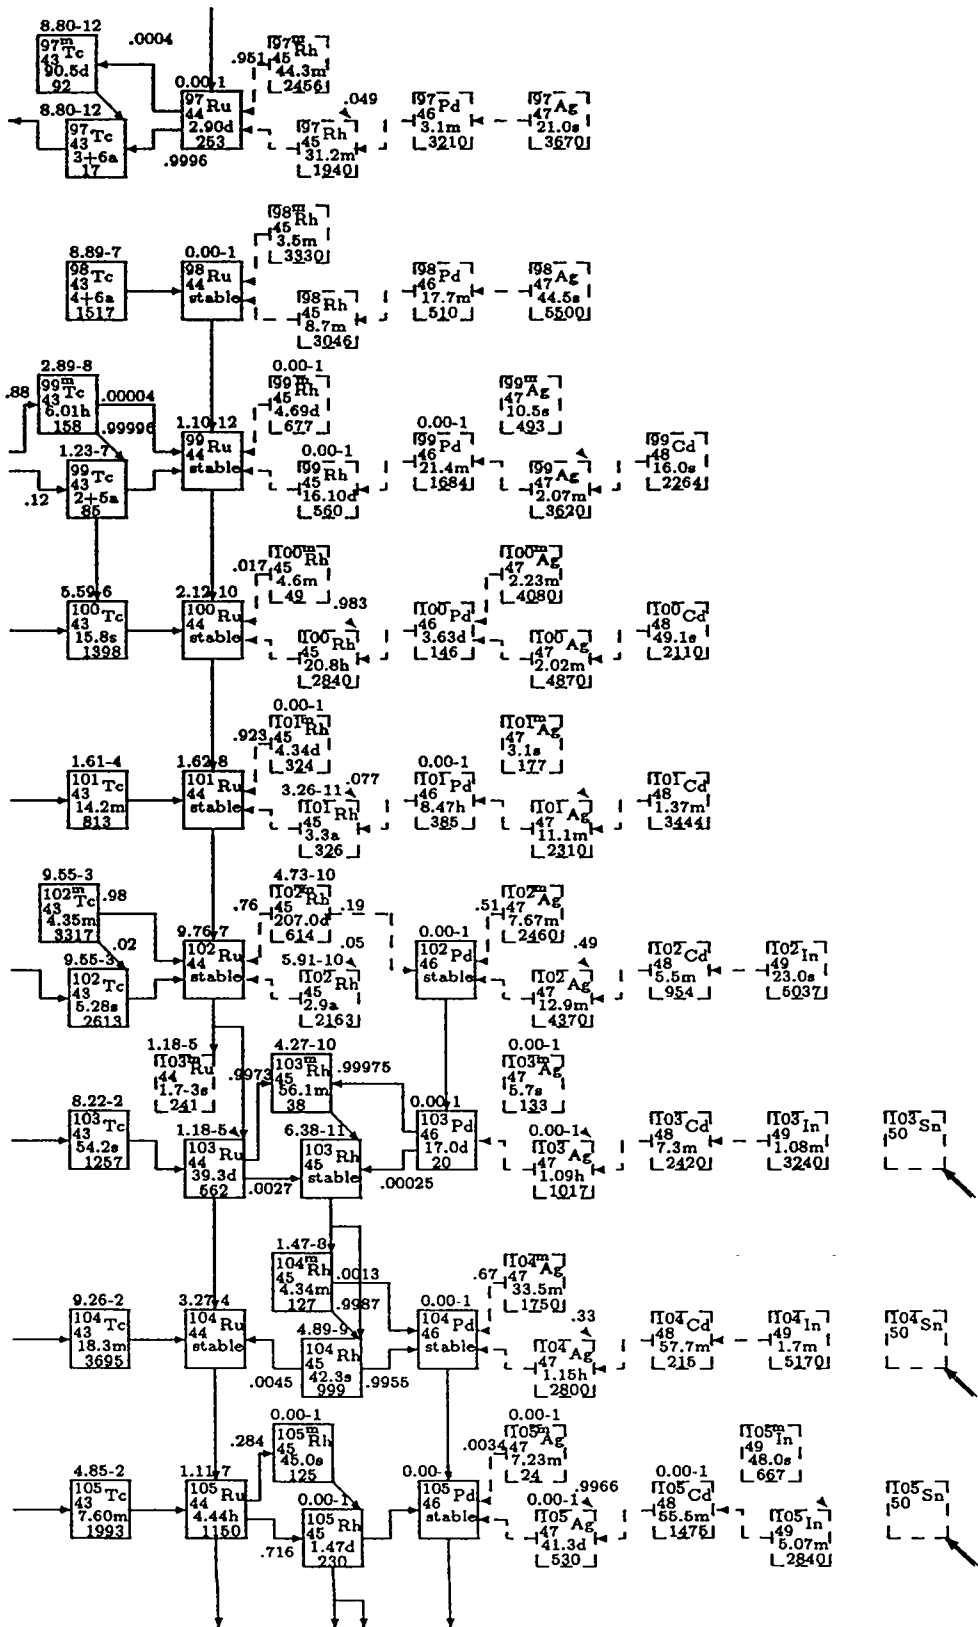 8.80-12
97m Tc
43
90.5d
92
.0004
8.80-12
97 Tc
43
3+6a
17
.9996
0.00-1
97 Ru
44
2.90d
253
.951
97m Rh
45
44.3m
2456
.049
97 Rh
45
31.2m
1940
97 Pd
46
3.1m
3210
97 Ag
47
21.0s
3670
8.89-7
98 Tc
43
4+6a
1517
0.00-1
98 Ru
44
stable
98m Rh
45
3.5m
3330
98 Rh
45
8.7m
3046
98 Pd
46
17.7m
510
98 Ag
47
44.5s
5500
.88
2.89-8
99m Tc
43
6.01h
158
.00004
.99996
.12
1.23-7
99 Tc
43
2+5a
85
1.10-12
99 Ru
44
stable
0.00-1
99m Rh
45
4.69d
677
0.00-1
99 Rh
45
16.10d
560
0.00-1
99 Pd
46
21.4m
1684
99m Ag
47
10.5s
493
99 Ag
47
2.07m
3620
99 Cd
48
16.0s
2264
5.59-6
100 Tc
43
15.8s
1398
2.12-10
100 Ru
44
stable
.017
100m Rh
45
4.6m
49
.983
100 Rh
45
20.8h
2840
100 Pd
46
3.63d
146
100m Ag
47
2.23m
4080
100 Ag
47
2.02m
4870
100 Cd
48
49.1s
2110
1.61-4
101 Tc
43
14.2m
813
1.62-8
101 Ru
44
stable
.923
0.00-1
101m Rh
45
4.34d
324
.077
3.26-11
101 Rh
45
3.3a
326
0.00-1
101 Pd
46
8.47h
385
101m Ag
47
3.1s
177
101 Ag
47
11.1m
2310
101 Cd
48
1.37m
3444
9.55-3
102m Tc
43
4.35m
3317
.98
.02
9.55-3
102 Tc
43
5.28s
2613
9.76-7
102 Ru
44
stable
.76
4.73-10
102m Rh
45
207.0d
614
.19
.05
5.91-10
102 Rh
45
2.9a
2163
0.00-1
102 Pd
46
stable
.51
102m Ag
47
7.67m
2460
.49
102 Ag
47
12.9m
4370
102 Cd
48
5.5m
954
102 In
49
23.0s
5037
8.22-2
103 Tc
43
54.2s
1257
1.18-5
103m Ru
44
1.7-3s
241
1.18-5
103 Ru
44
39.3d
562
.9973
.0027
4.27-10
103m Rh
45
56.1m
38
.99975
6.38-11
103 Rh
45
stable
.00025
0.00-1
103 Pd
46
17.0d
20
0.00-1
103m Ag
47
5.7s
133
0.00-1
103 Ag
47
1.09h
1017
103 Cd
48
7.3m
2420
103 In
49
1.08m
3240
103 Sn
50
9.26-2
104 Tc
43
18.3m
3695
3.27-4
104 Ru
44
stable
1.47-8
104m Rh
45
4.34m
127
.0013
.9987
4.89-9
104 Rh
45
42.3s
999
.0045
.9955
0.00-1
104 Pd
46
stable
.67
104m Ag
47
33.5m
1750
.33
104 Ag
47
1.15h
2800
104 Cd
48
57.7m
215
104 In
49
1.7m
5170
104 Sn
50
4.85-2
105 Tc
43
7.60m
1993
1.11-7
105 Ru
44
4.44h
1150
.284
.716
0.00-1
105m Rh
45
45.0s
125
0.00-1
105 Rh
45
1.47d
230
0.00-
105 Pd
46
stable
.0034
0.00-1
105m Ag
47
7.23m
24
.9966
0.00-1
105 Ag
47
41.3d
530
0.00-1
105 Cd
48
55.5m
1475
105m In
49
48.0s
667
105 In
49
5.07m
2840
105 Sn
50